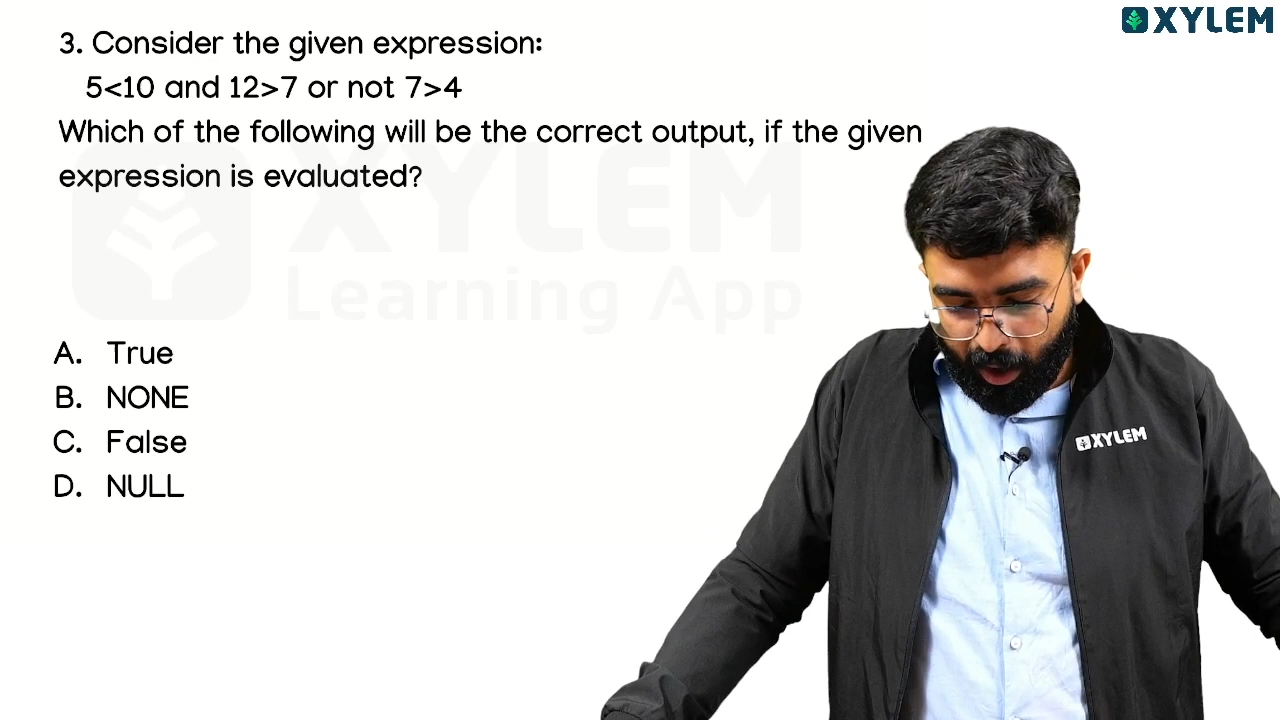 XYLEM
3. Consider the given expression:
5<10 and 12>7 or not 7>4
Which of the following will be the correct output, if the given
expression is evaluated?
XYLEM
Learning App
A. True
B. NONE
C. False
D. NULL
XYLEM